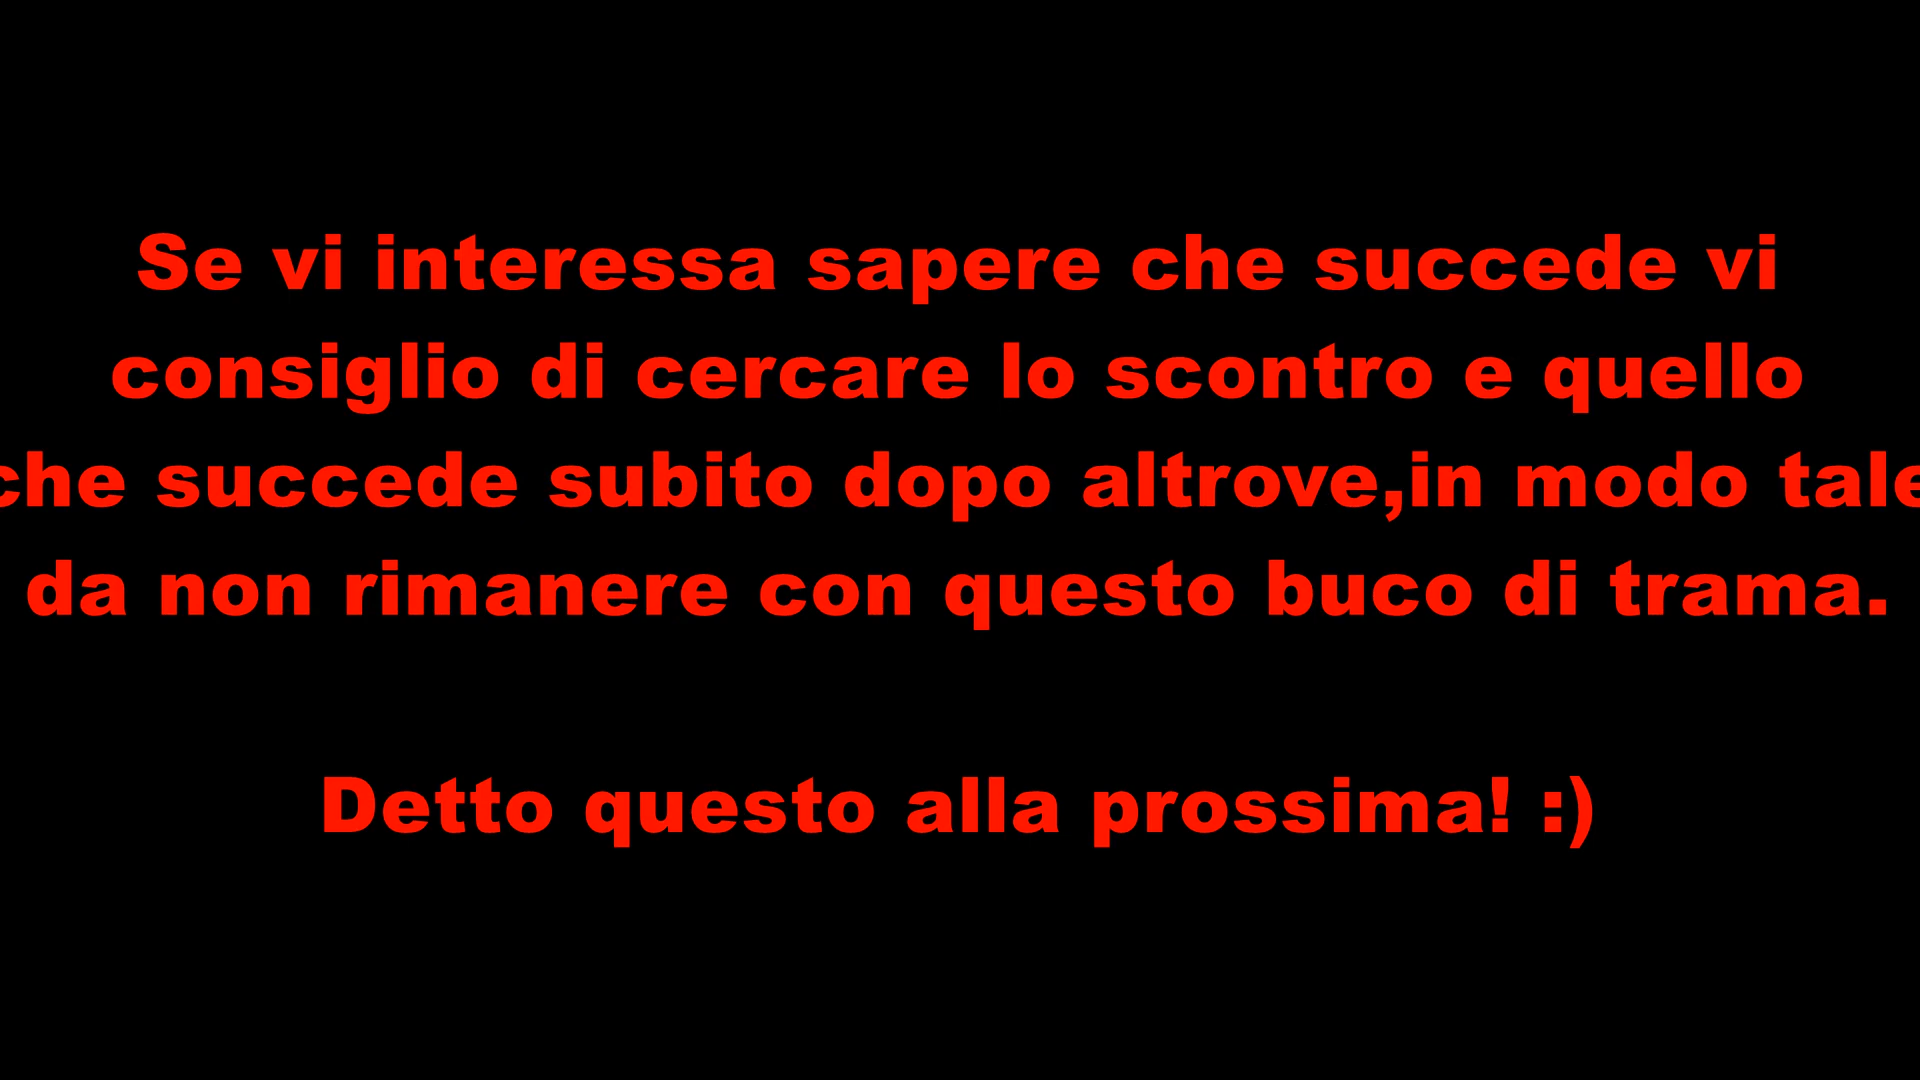 Se vi interessa sapere che succede vi
consiglio di cercare lo scontro e quello
che succede subito dopo altrove,in modo tale
da non rimanere con questo buco di trama.
Detto questo alla prossima! :)